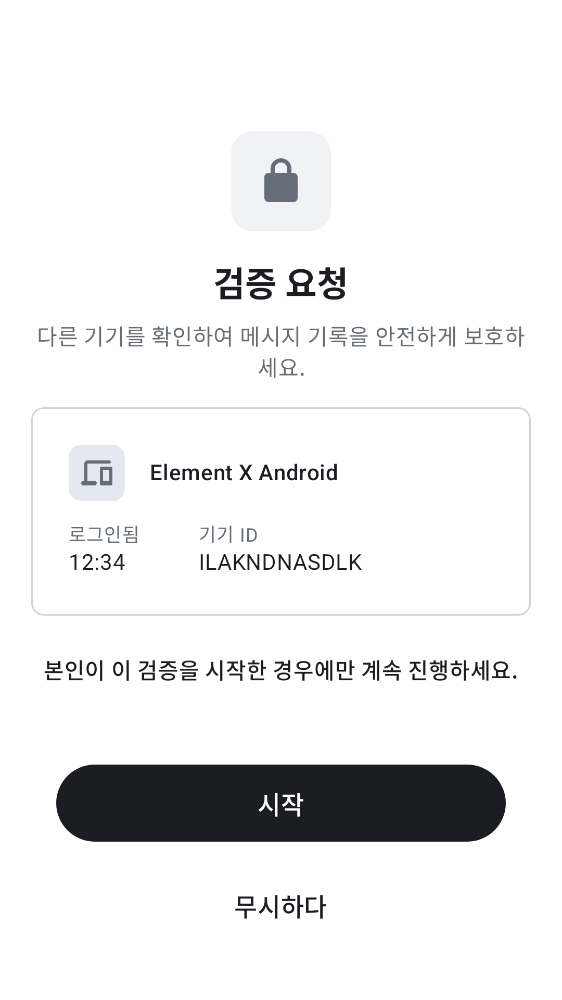 검증 요청
다른 기기를 확인하여 메시지 기록을 안전하게 보호하
세요.
Element X Android
로그인됨 기기 ID
12:34 ILAKNDNASDLK
본인이 이 검증을 시작한 경우에만 계속 진행하세요.
시작
무시하다